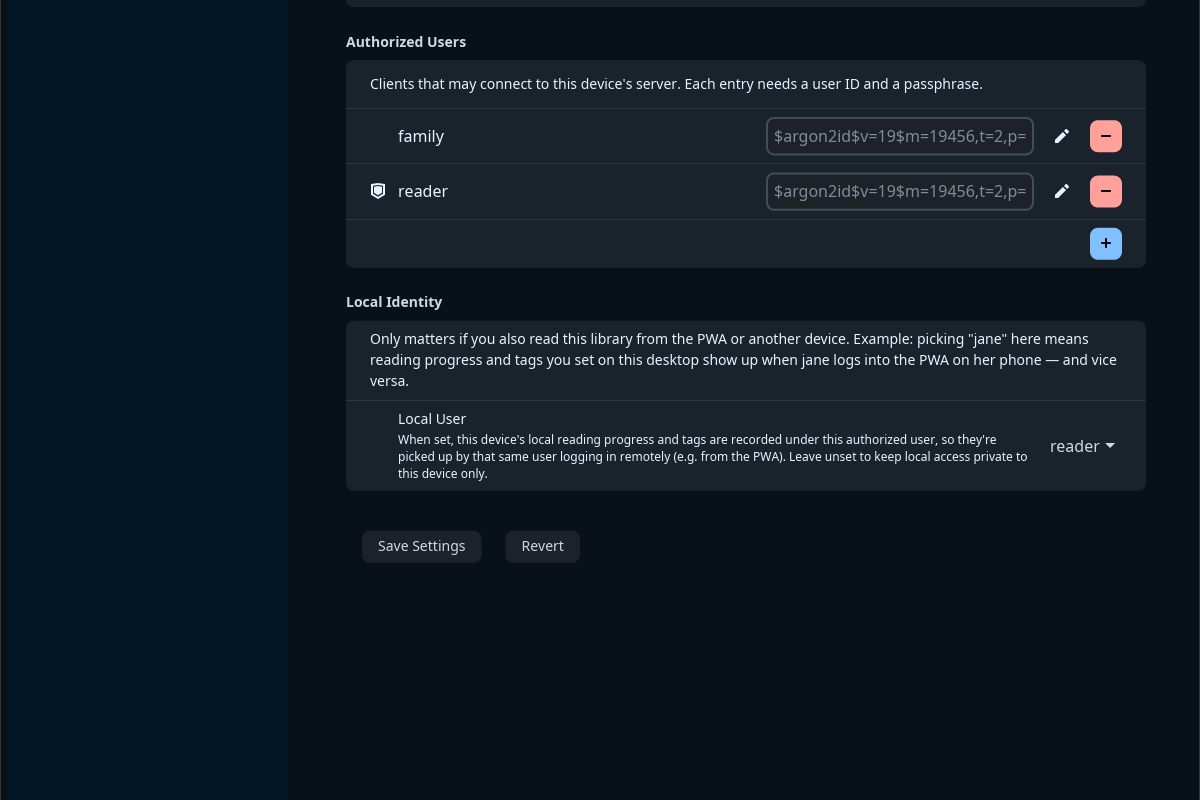 Authorized Users
Clients that may connect to this device's server. Each entry needs a user ID and a passphrase.
family
$argon2id$v=19$m=19456,t=2,p=
reader
$argon2id$v=19$m=19456,t=2,p=
Local Identity
Only matters if you also read this library from the PWA or another device. Example: picking "jane" here means
reading progress and tags you set on this desktop show up when jane logs into the PWA on her phone — and vice
versa.
Local User
When set, this device's local reading progress and tags are recorded under this authorized user, so they're
picked up by that same user logging in remotely (e.g. from the PWA). Leave unset to keep local access private to
this device only.
reader
Save Settings
Revert